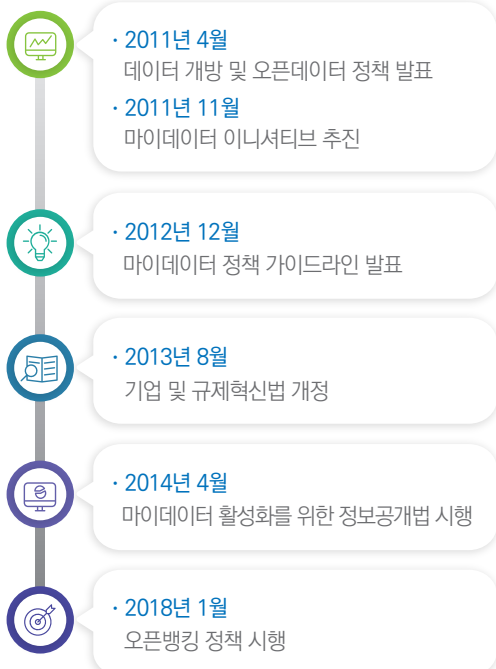 · 2011년 4월
데이터 개방 및 오픈데이터 정책 발표
· 2011년 11월
마이데이터 이니셔티브 추진
· 2012년 12월
마이데이터 정책 가이드라인 발표
· 2013년 8월
기업 및 규제혁신법 개정
· 2014년 4월
마이데이터 활성화를 위한 정보공개법 시행
· 2018년 1월
오픈뱅킹 정책 시행